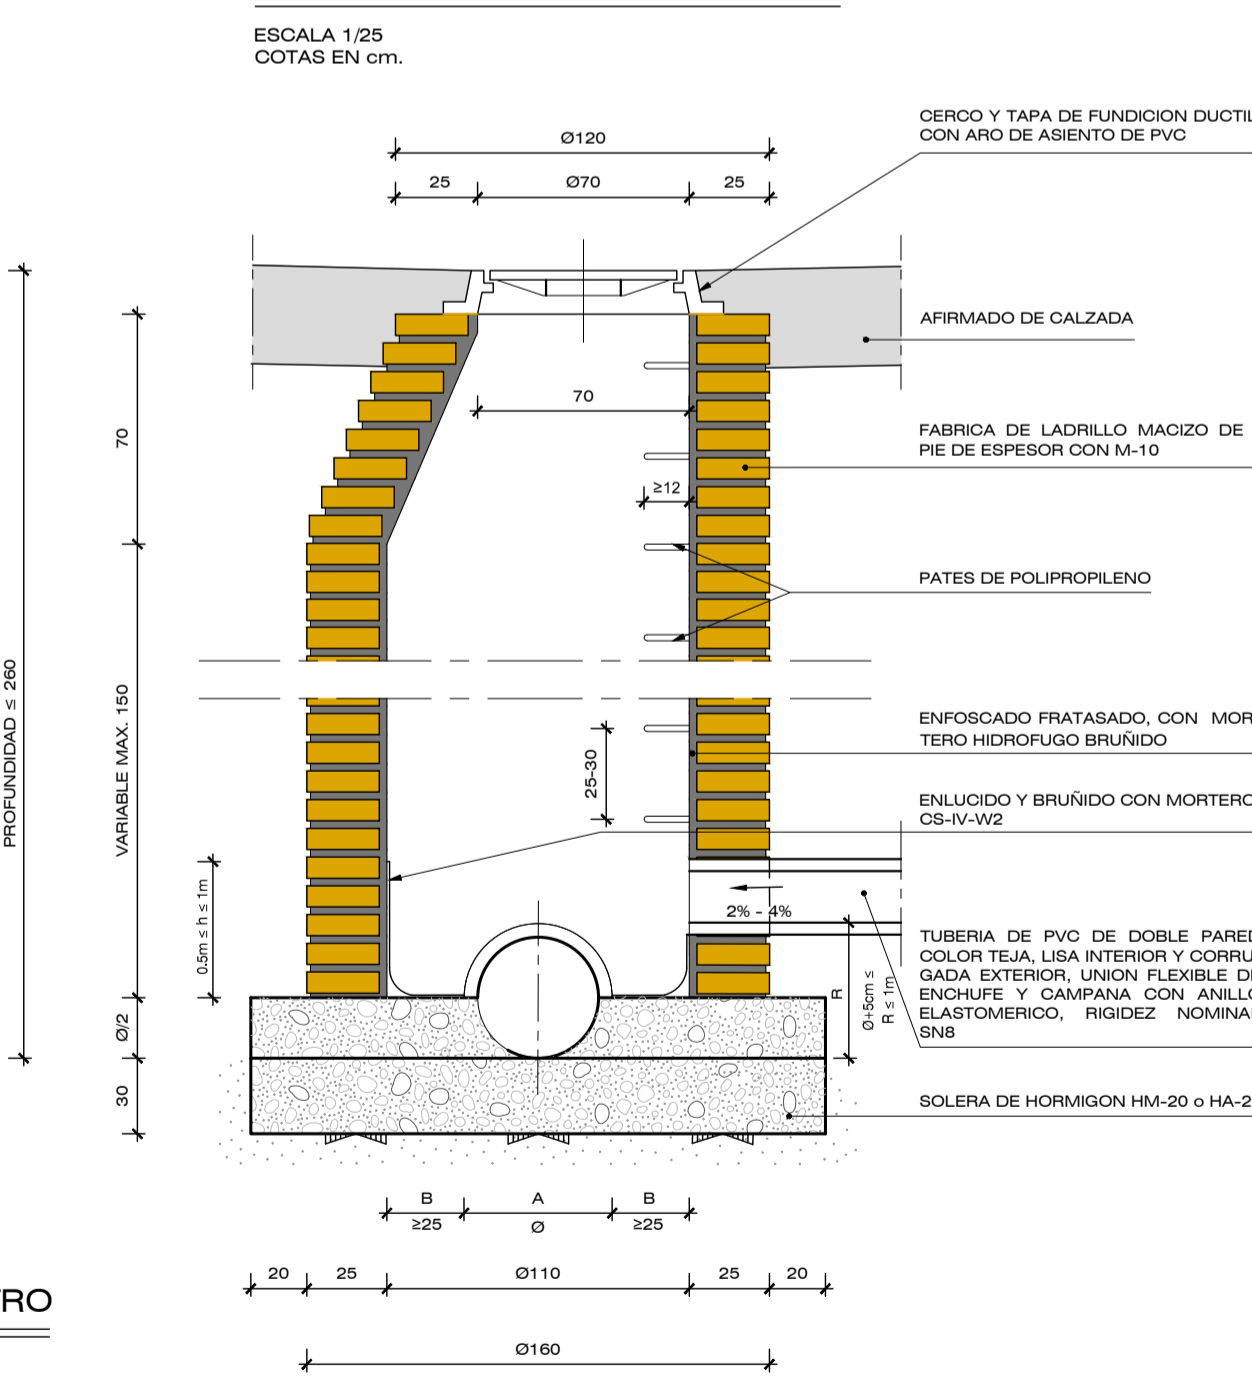 ESCALA 1/25
COTAS EN cm.
CERCO Y TAPA DE FUNDICION DUCTIL
CON ARO DE ASIENTO DE PVC
Ø120
25
Ø70
25
AFIRMADO DE CALZADA
70
70
FABRICA DE LADRILLO MACIZO DE
PIE DE ESPESOR CON M-10
≥12
PATES DE POLIPROPILENO
PROFUNDIDAD ≤ 260
VARIABLE MAX. 150
ENFOSCADO FRATASADO, CON MOR
TERO HIDROFUGO BRUÑIDO
25-30
ENLUCIDO Y BRUÑIDO CON MORTERO
CS-IV-W2
0.5m ≤ h ≤ 1m
2% - 4%
TUBERIA DE PVC DE DOBLE PARED
COLOR TEJA, LISA INTERIOR Y CORRU
GADA EXTERIOR, UNION FLEXIBLE DE
ENCHUFE Y CAMPANA CON ANILLO
ELASTOMERICO, RIGIDEZ NOMINAL
SN8
R
Ø+5cm ≤
R ≤ 1m
Ø/2
30
SOLERA DE HORMIGON HM-20 o HA-2
B
A
B
≥25
Ø
≥25
20
25
Ø110
25
20
TRO
Ø160